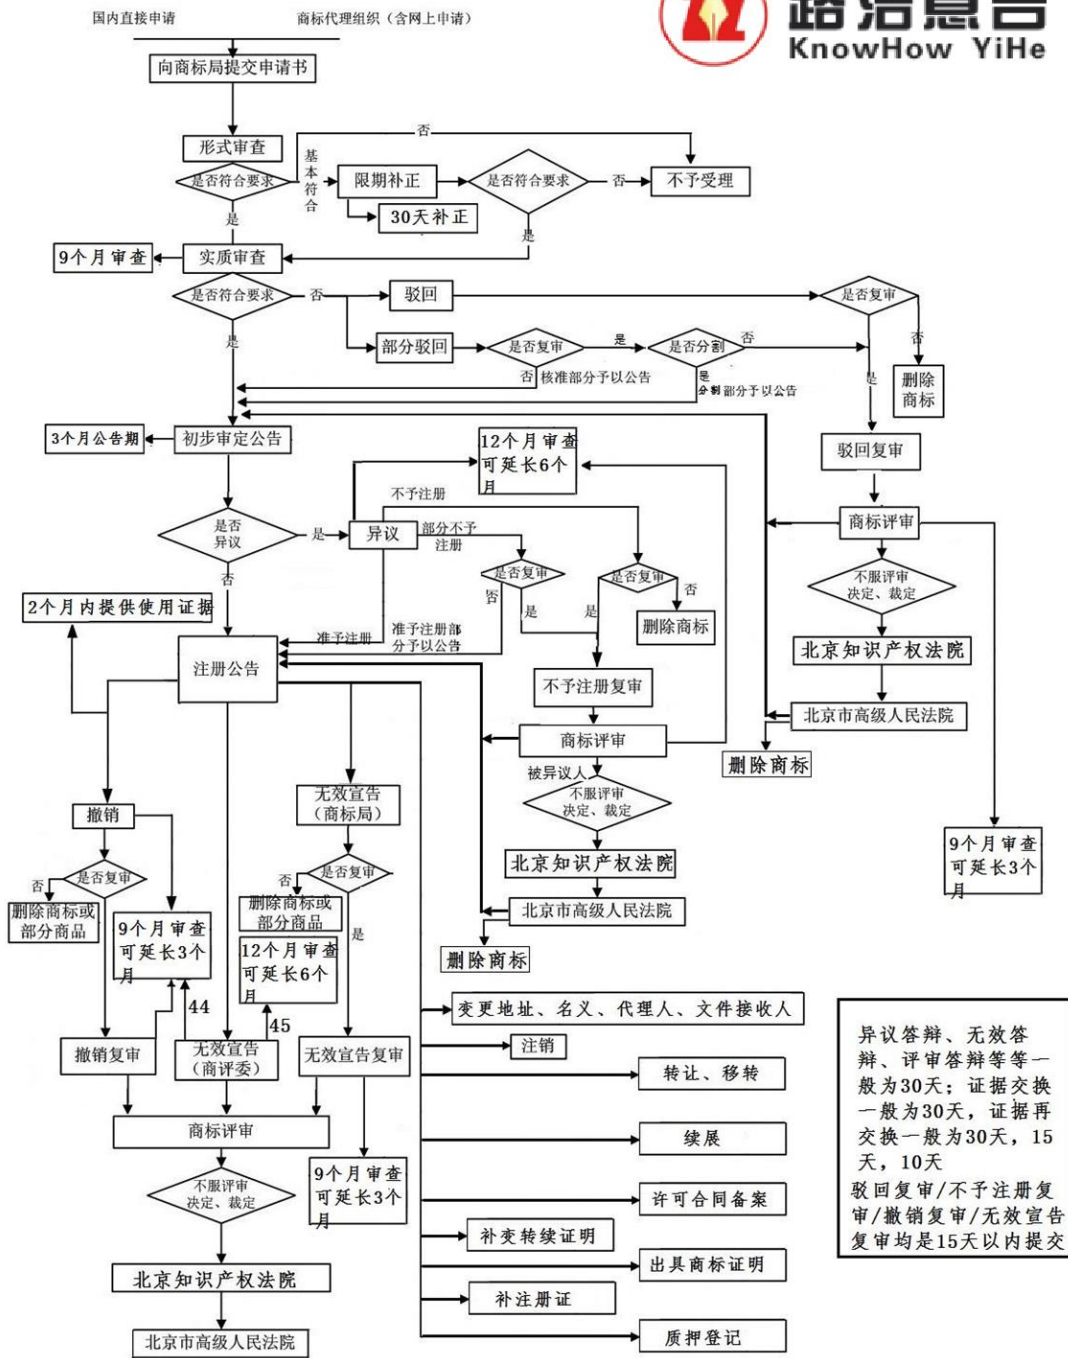 国内直接申请
商标代理组织（含网上申请）
路浩意合
KnowHow YiHe
向商标局提交申请书
形式审查
否
基
本
符
合
是否符合要求
限期补正
是否符合要求
否
不予受理
30天补正
是
是
9个月审查
实质审查
是否符合要求
否
驳回
是否复审
是
部分驳回
是否复审
是
是否分割
否
否
否 核准部分予以公告
是
分割部分予以公告
是
删除
商标
3个月公告期
初步审定公告
12个月审查
可延长6个
月
驳回复审
不予注册
是否
异议
是
异议
部分不予
注册
商标评审
否
是否复审
是否复审
不服评审
决定、裁定
否
是
是
否
2个月内提供使用证据
删除商标
准予注册
准予注册部
分予以公告
北京知识产权法院
注册公告
不予注册复审
北京市高级人民法院
商标评审
删除商标
被异议人
无效宣告
（商标局）
不服评审
决定、裁定
撤销
9个月审查
可延长3个
月
是否复审
否
是否复审
否
北京知识产权法院
删除商标或
部分商品
删除商标或
部分商品
北京市高级人民法院
9个月审查
可延长3个
月
是
12个月审查
可延长6个
月
删除商标
44
45
变更地址、名义、代理人、文件接收人
撤销复审
无效宣告
（商评委）
无效宣告复审
注销
转让、移转
商标评审
续展
9个月审查
可延长3个
月
不服评审
决定、裁定
许可合同备案
补变转续证明
北京知识产权法院
出具商标证明
补注册证
北京市高级人民法院
质押登记
异议答辩、无效答
辩、评审答辩等等一
般为30天；证据交换
一般为30天，证据再
交换一般为30天，15
天，10天
驳回复审/不予注册复
审/撤销复审/无效宣告
复审均是15天以内提交